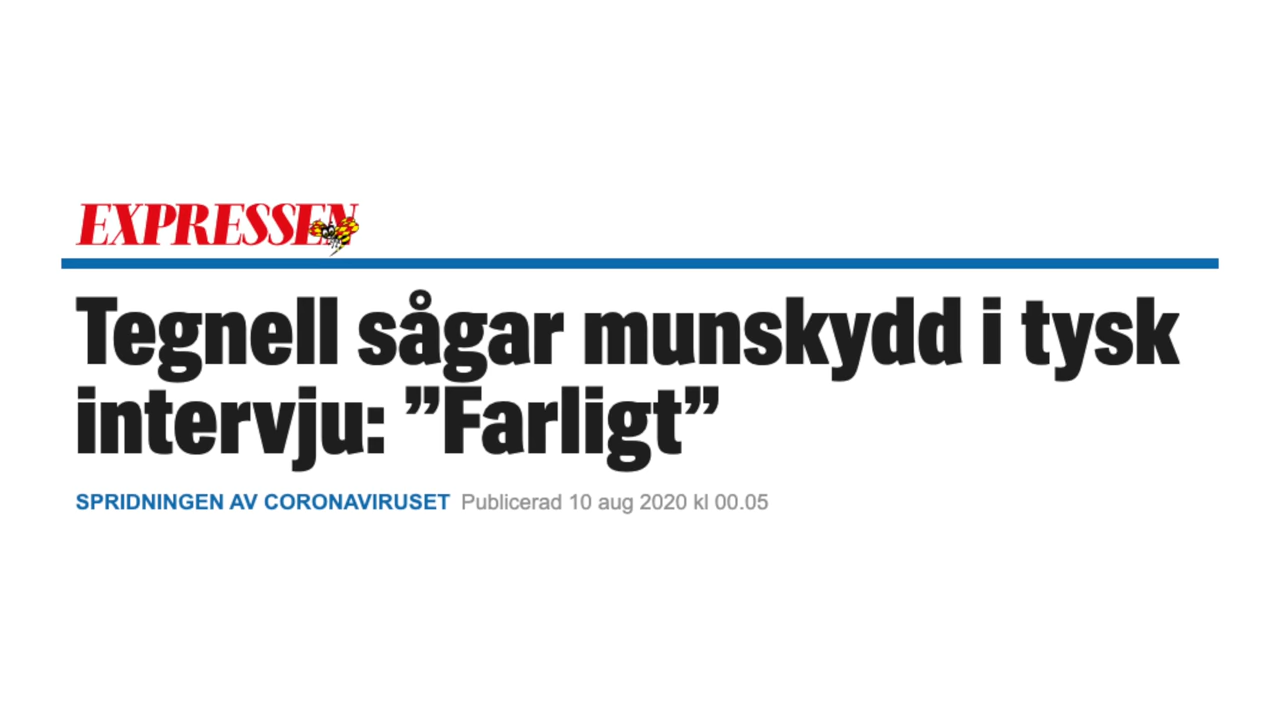 EXPRESSEN
Tegnell sågar munskydd i tysk
intervju: ”Farligt”
SPRIDNINGEN AV CORONAVIRUSET Publicerad 10 aug 2020 kl 00.05